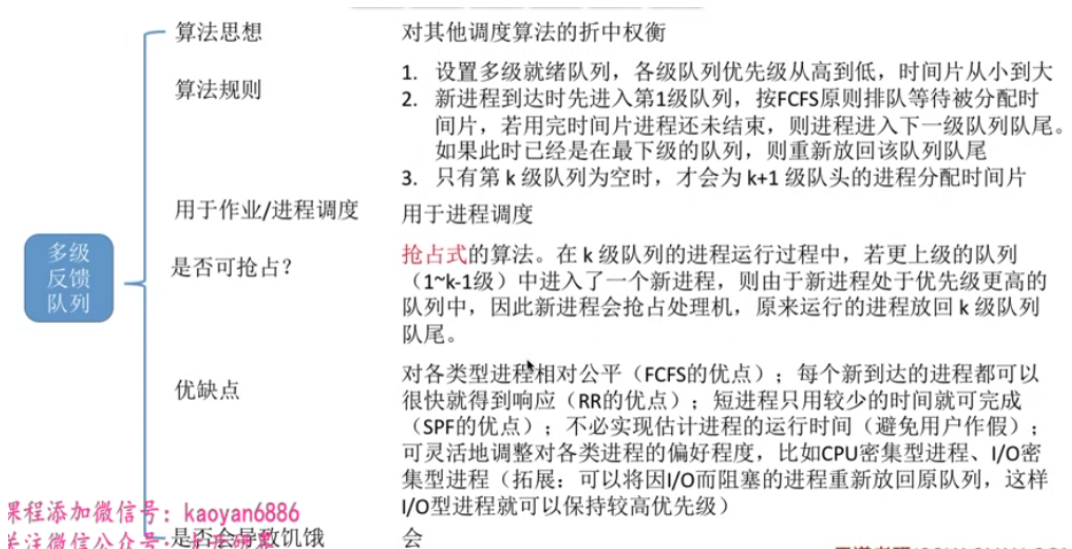 算法思想 对其他调度算法的折中权衡
算法规则
1. 设置多级就绪队列，各级队列优先级从高到低，时间片从小到大
2. 新进程到达时先进入第1级队列，按FCFS原则排队等待被分配时
间片，若用完时间片进程还未结束，则进程进入下一级队列队尾。
如果此时已经是在最下级的队列，则重新放回该队列队尾
3. 只有第 k 级队列为空时，才会为 k+1 级队头的进程分配时间片
用于作业/进程调度 用于进程调度
多级
反馈
队列
是否可抢占？
抢占式的算法。在 k 级队列的进程运行过程中，若更上级的队列
（1~k-1级）中进入了一个新进程，则由于新进程处于优先级更高的
队列中，因此新进程会抢占处理机，原来运行的进程放回 k 级队列
队尾。
优缺点
对各类型进程相对公平（FCFS的优点）；每个新到达的进程都可以
很快就得到响应（RR的优点）；短进程只用较少的时间就可完成
（SPF的优点）；不必实现估计进程的运行时间（避免用户作假）；
可灵活地调整对各类进程的偏好程度，比如CPU密集型进程、I/O密
集型进程（拓展：可以将因I/O而阻塞的进程重新放回原队列，这样
I/O型进程就可以保持较高优先级）
课程添加微信号：kaoyan6886
是否会导致饥饿 会
关注微信公众号：